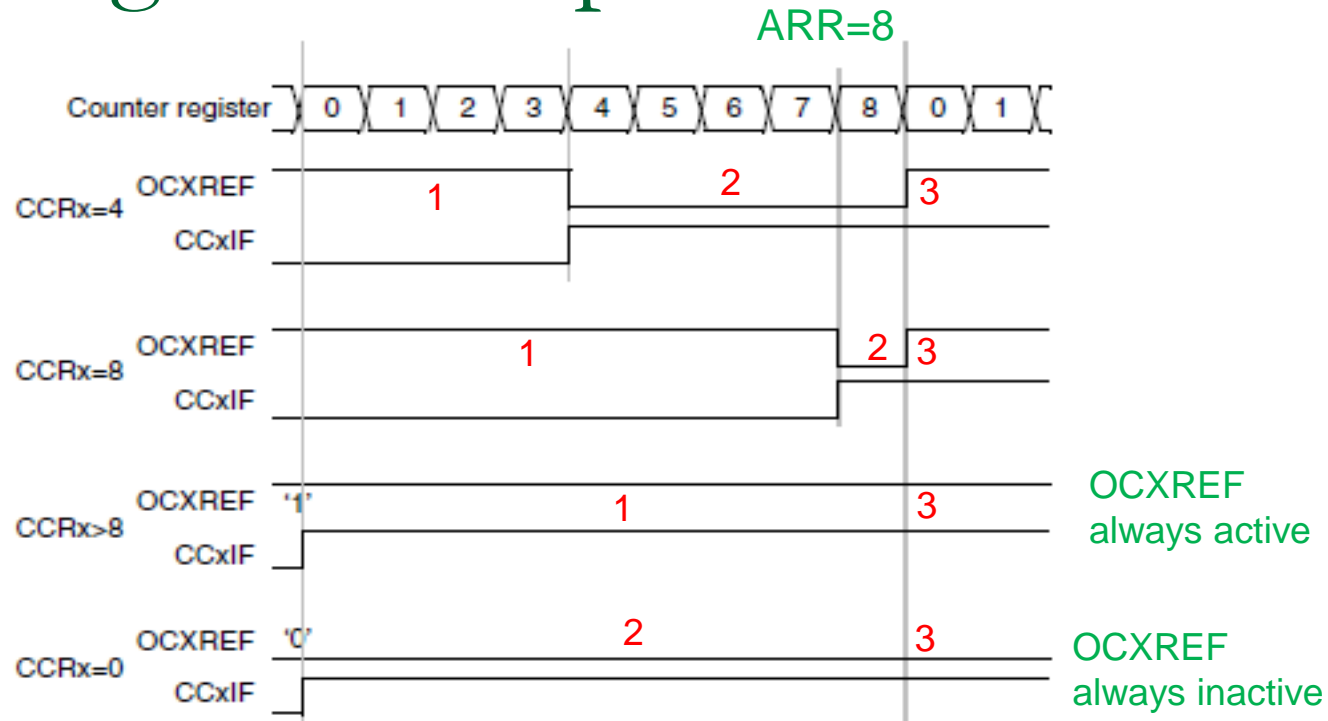 ARR=8
Counter register 0 1 2 3 4 5 6 7 8 0 1
CCRx=4
OCXREF 1 2 3
CCxIF
CCRx=8
OCXREF 1 2 3
CCxIF
CCRx>8
OCXREF '1' 1 3
CCxIF
OCXREF
always active
CCRx=0
OCXREF '0' 2 3
CCxIF
OCXREF
always inactive